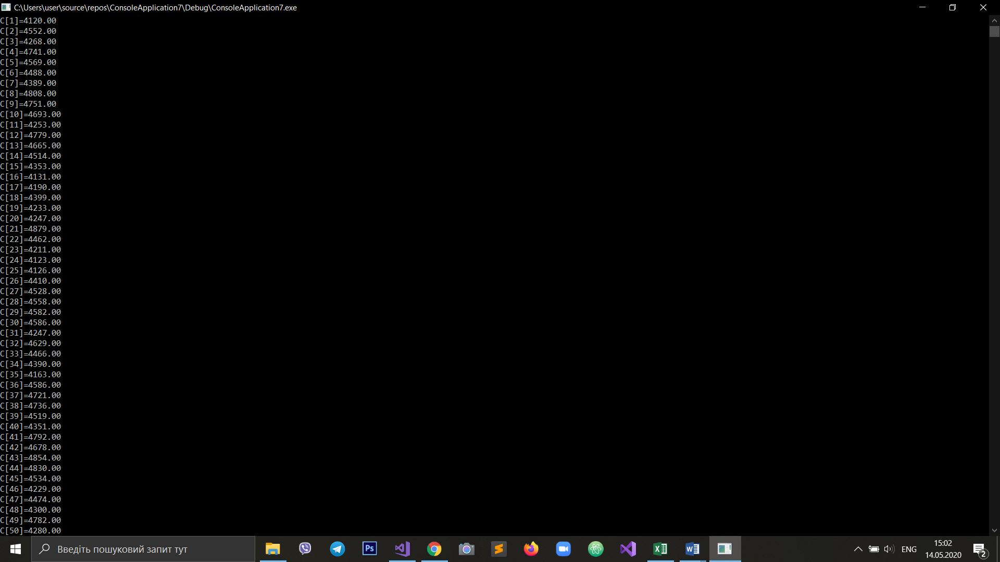 C:\Users\user\source\repos\ConsoleApplication7\Debug\ConsoleApplication7.exe
C[1]=4120.00
C[2]=4552.00
C[3]=4268.00
C[4]=4741.00
C[5]=4569.00
C[6]=4488.00
C[7]=4389.00
C[8]=4808.00
C[9]=4751.00
C[10]=4693.00
C[11]=4253.00
C[12]=4779.00
C[13]=4665.00
C[14]=4514.00
C[15]=4353.00
C[16]=4131.00
C[17]=4190.00
C[18]=4399.00
C[19]=4233.00
C[20]=4247.00
C[21]=4879.00
C[22]=4462.00
C[23]=4211.00
C[24]=4123.00
C[25]=4126.00
C[26]=4410.00
C[27]=4528.00
C[28]=4558.00
C[29]=4582.00
C[30]=4586.00
C[31]=4247.00
C[32]=4629.00
C[33]=4466.00
C[34]=4390.00
C[35]=4163.00
C[36]=4586.00
C[37]=4721.00
C[38]=4736.00
C[39]=4519.00
C[40]=4351.00
C[41]=4792.00
C[42]=4678.00
C[43]=4854.00
C[44]=4830.00
C[45]=4534.00
C[46]=4229.00
C[47]=4474.00
C[48]=4300.00
C[49]=4782.00
C[50]=4280.00
Введіть пошуковий запит тут
Ps
ENG
15:02
14.05.2020
2